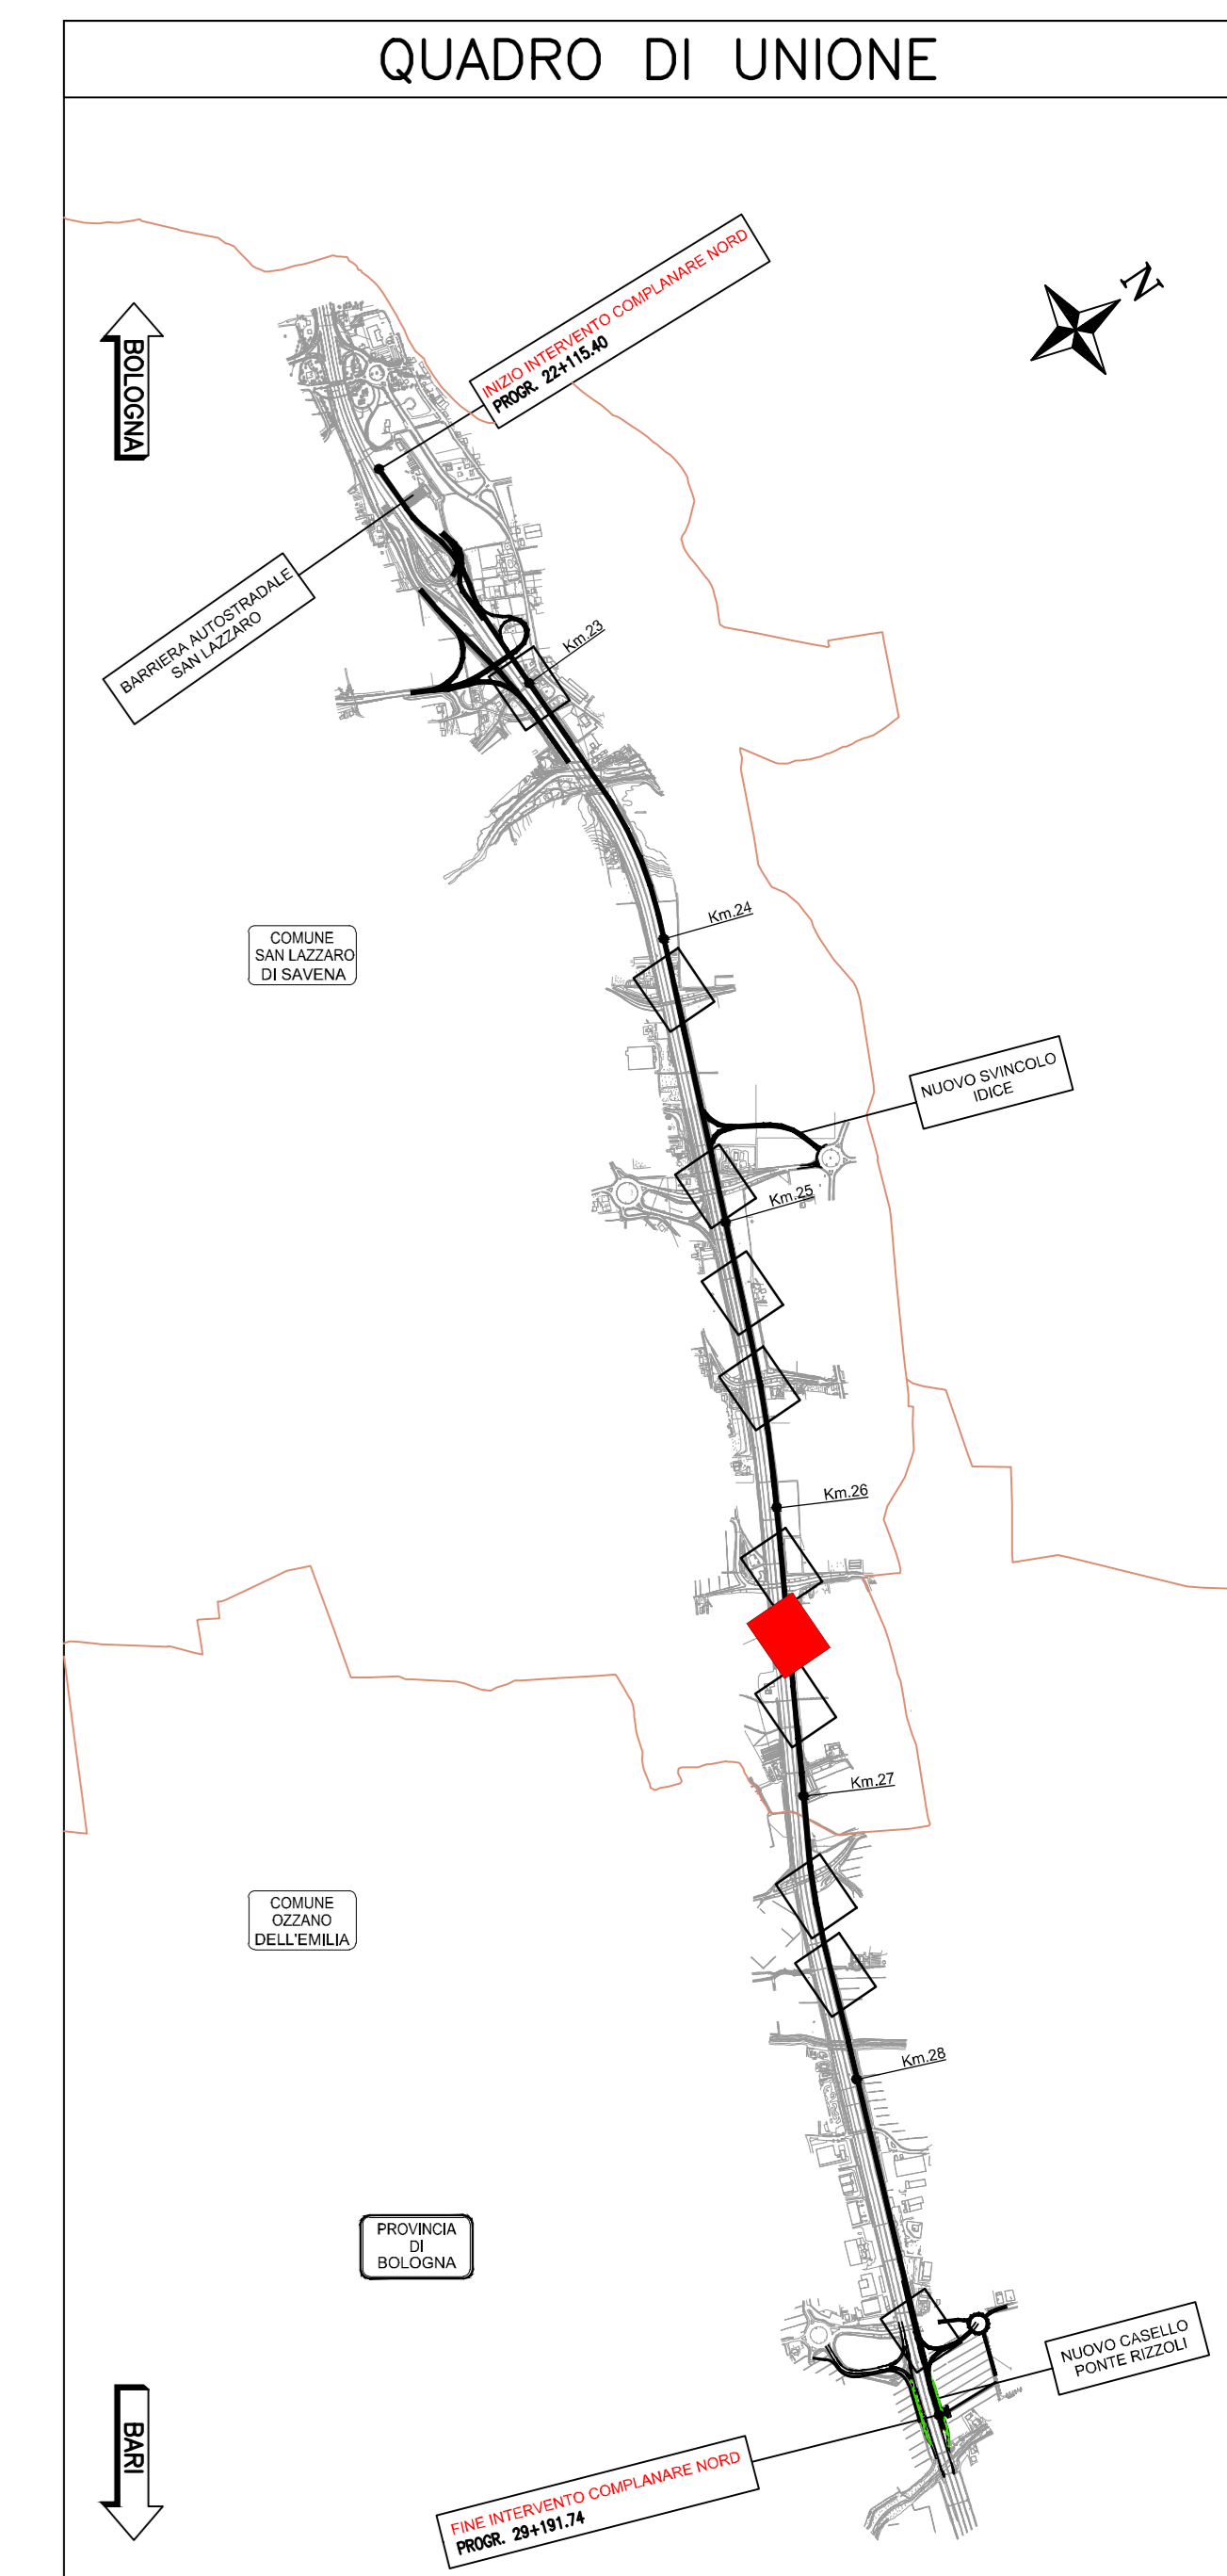 QUADRO DI UNIONE
INIZIO INTERVENTO COMPLANARE NORD
PROGR. 22+115.40
N
BOLOGNA
BARRIERA AUTOSTRADALE
SAN LAZZARO
Km.23
Km.24
COMUNE
SAN LAZZARO
DI SAVENA
NUOVO SVINCOLO
IDICE
Km.25
Km.26
Km.27
COMUNE
OZZANO
DELL'EMILIA
Km.28
PROVINCIA
DI
BOLOGNA
NUOVO CASELLO
PONTE RIZZOLI
BARI
FINE INTERVENTO COMPLANARE NORD
PROGR. 29+191.74